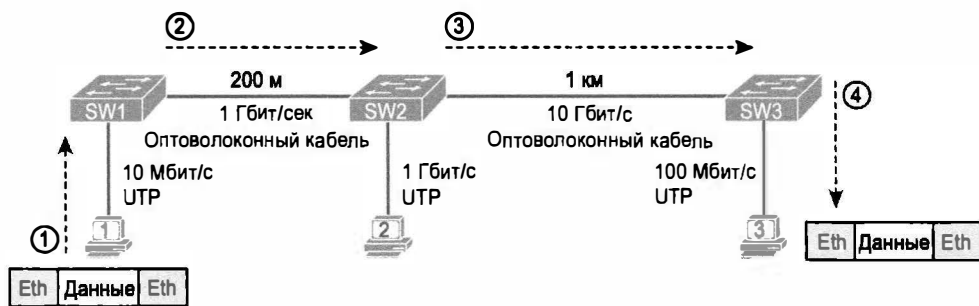 ② ③
200 м 1 км ④
SW1 SW2 SW3
1 Гбит/сек 10 Гбит/с
Оптоволоконный кабель Оптоволоконный кабель
10 Мбит/с 1 Гбит/с 100 Мбит/с
UTP UTP UTP
① 1 2 3
Eth Данные Eth
Eth Данные Eth